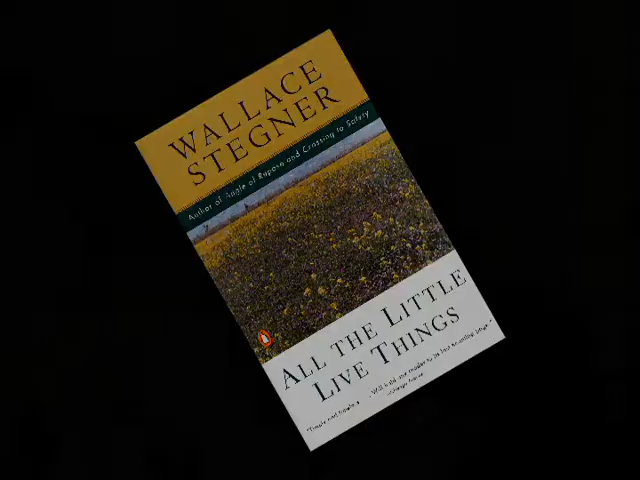 WALLACE
STEGNER
Author of Angle of Repose and Crossing to Safety
ALL THE LITTLE
LIVE THINGS